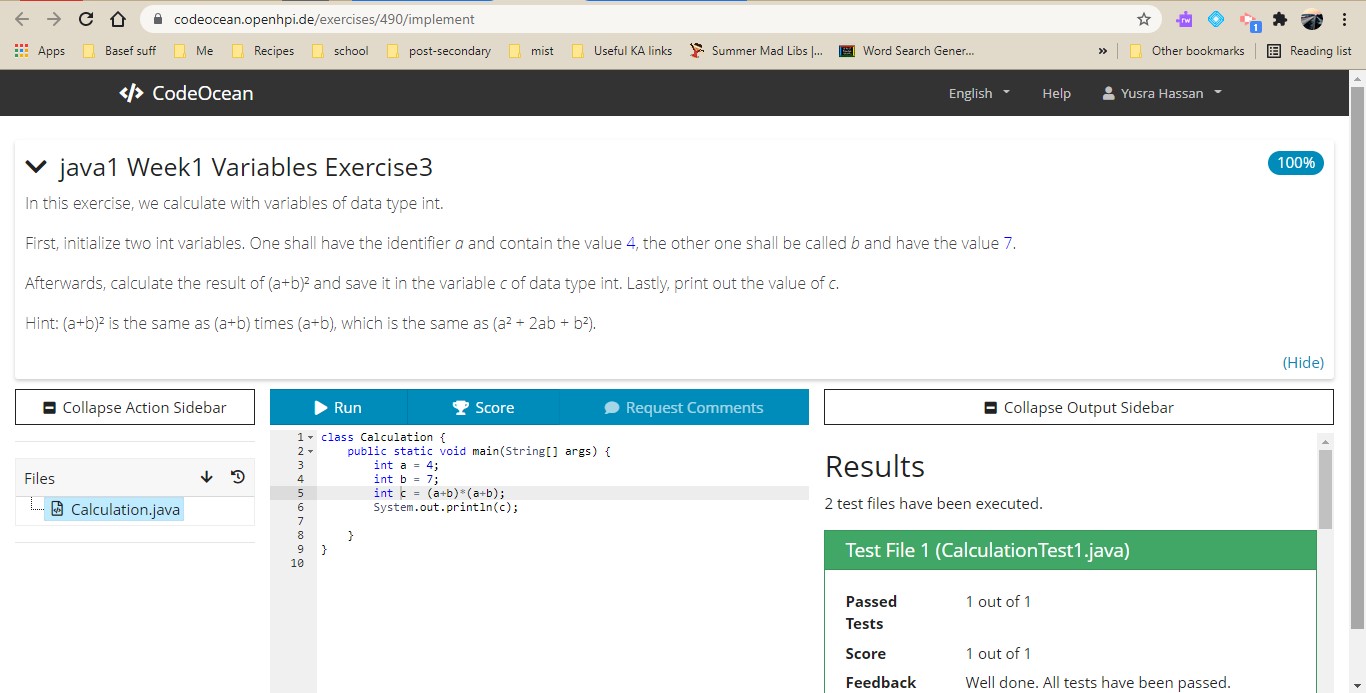 codeocean.openhpi.de/exercises/490/implement
1
Apps Basef suff Me Recipes school post-secondary mist Useful KA links Summer Mad Libs |... Word Search Gener... » Other bookmarks Reading list
</> CodeOcean English Help Yusra Hassan
java1 Week1 Variables Exercise3 100%
In this exercise, we calculate with variables of data type int.
First, initialize two int variables. One shall have the identifier a and contain the value 4, the other one shall be called b and have the value 7.
Afterwards, calculate the result of (a+b)² and save it in the variable c of data type int. Lastly, print out the value of c.
Hint: (a+b)² is the same as (a+b) times (a+b), which is the same as (a² + 2ab + b²).
(Hide)
Collapse Action Sidebar Run Score Request Comments Collapse Output Sidebar
Files
Calculation.java
1 class Calculation {
2 public static void main(String[] args) {
3 int a = 4;
4 int b = 7;
5 int c = (a+b)*(a+b);
6 System.out.println(c);
7
8 }
9 }
10
Results
2 test files have been executed.
Test File 1 (CalculationTest1.java)
Passed Tests 1 out of 1
Score 1 out of 1
Feedback Well done. All tests have been passed.